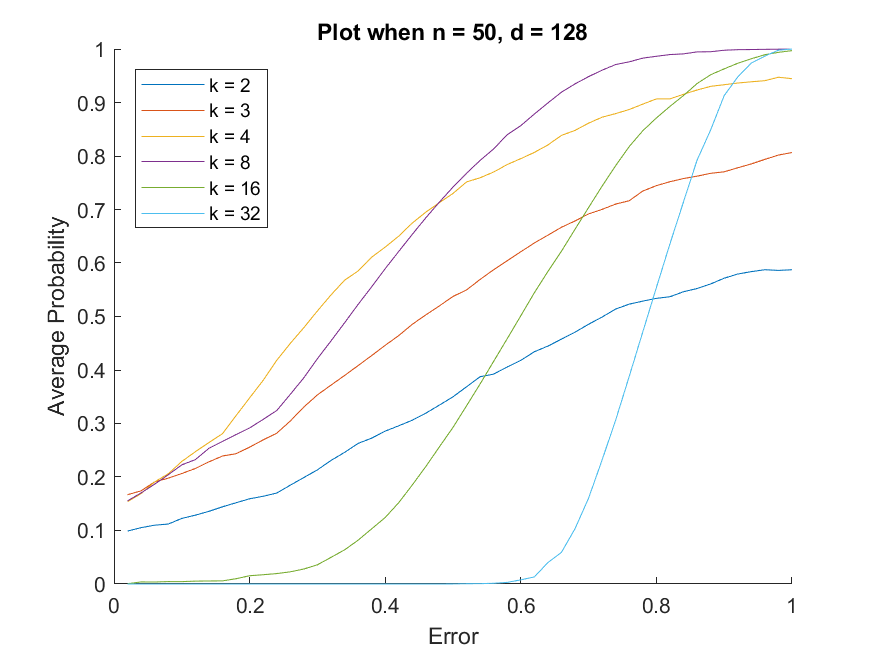 Plot when n = 50, d = 128
1
0.9
0.8
0.7
0.6
0.5
0.4
0.3
0.2
0.1
0
Average Probability
k = 2
k = 3
k = 4
k = 8
k = 16
k = 32
0 0.2 0.4 0.6 0.8 1
Error